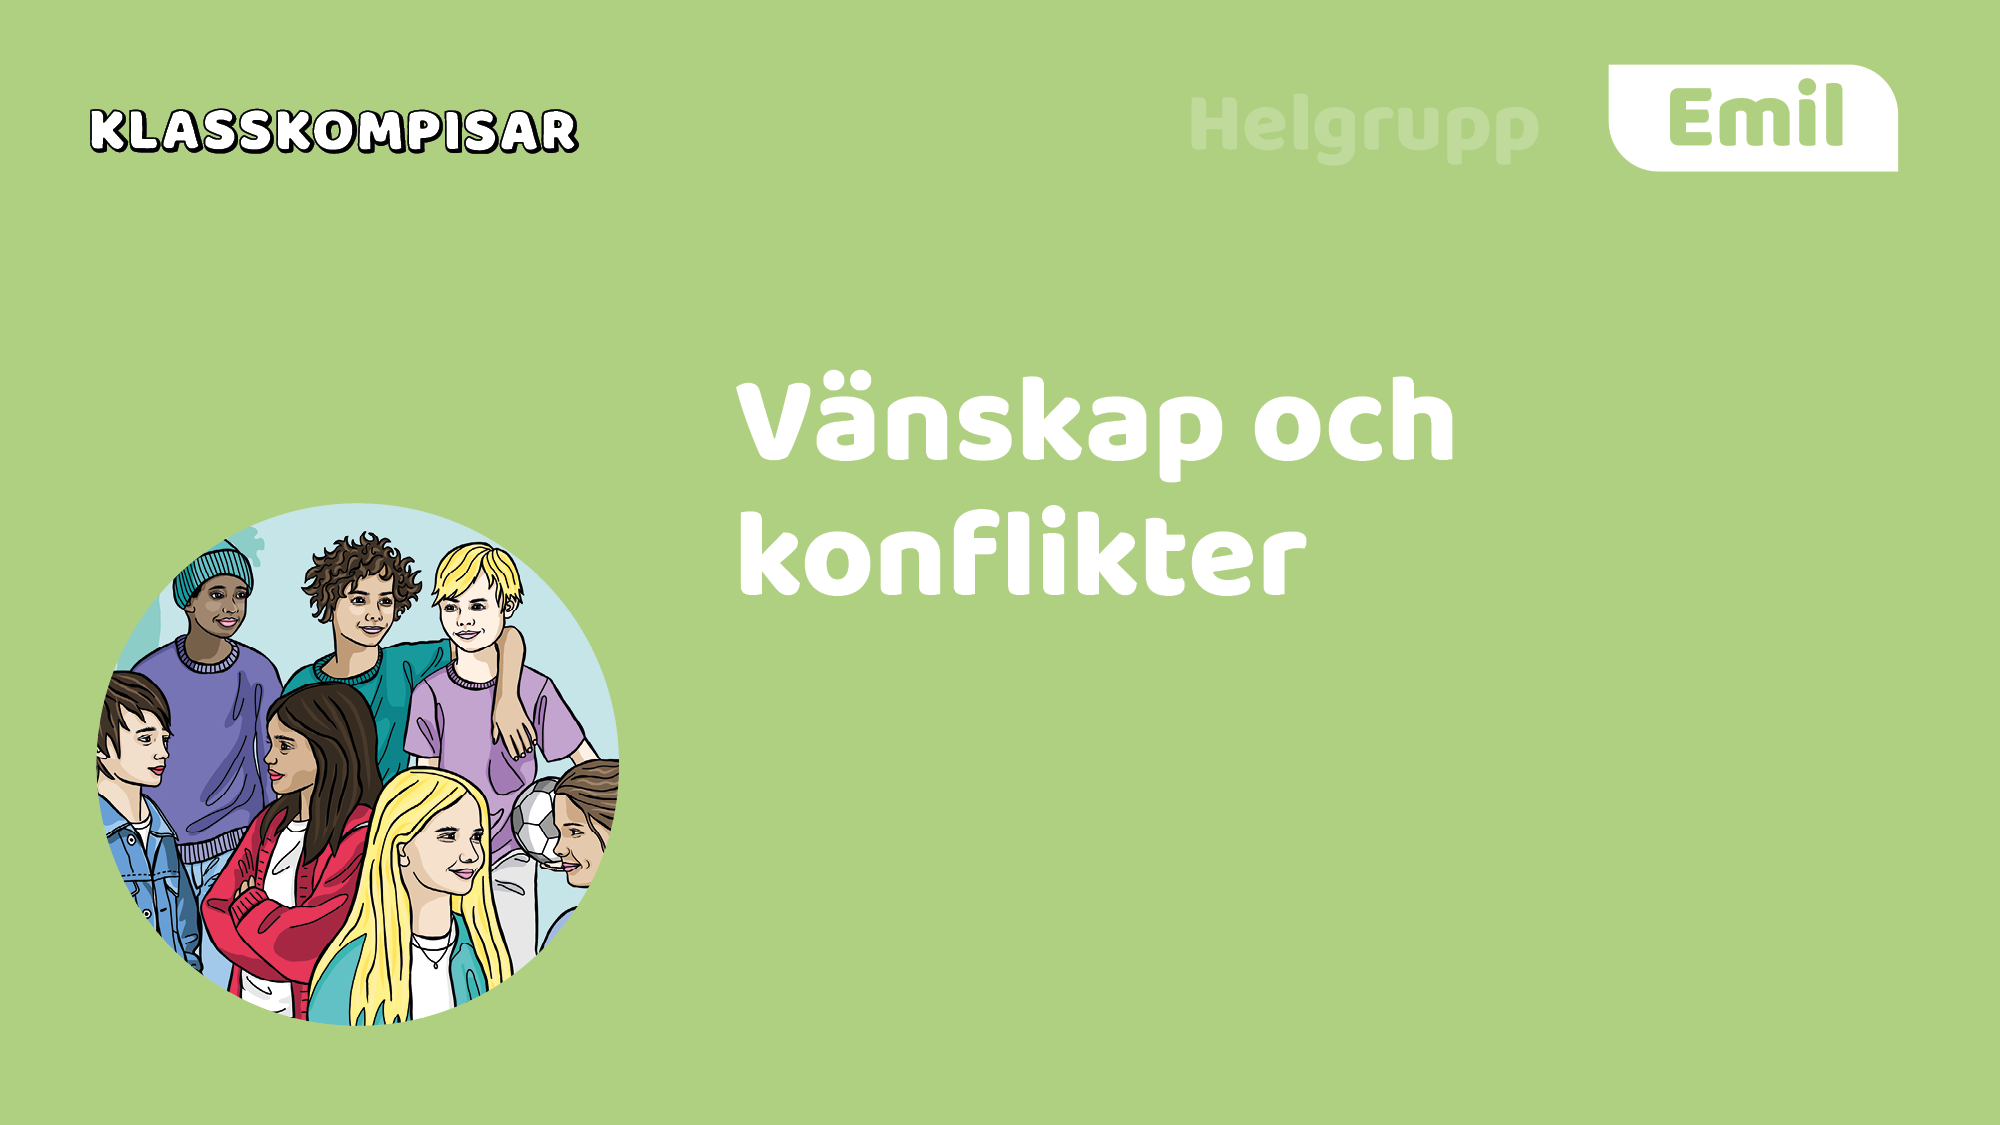 KLASSKOMPISAR
Helgrupp
Emil
Vänskap och
konflikter